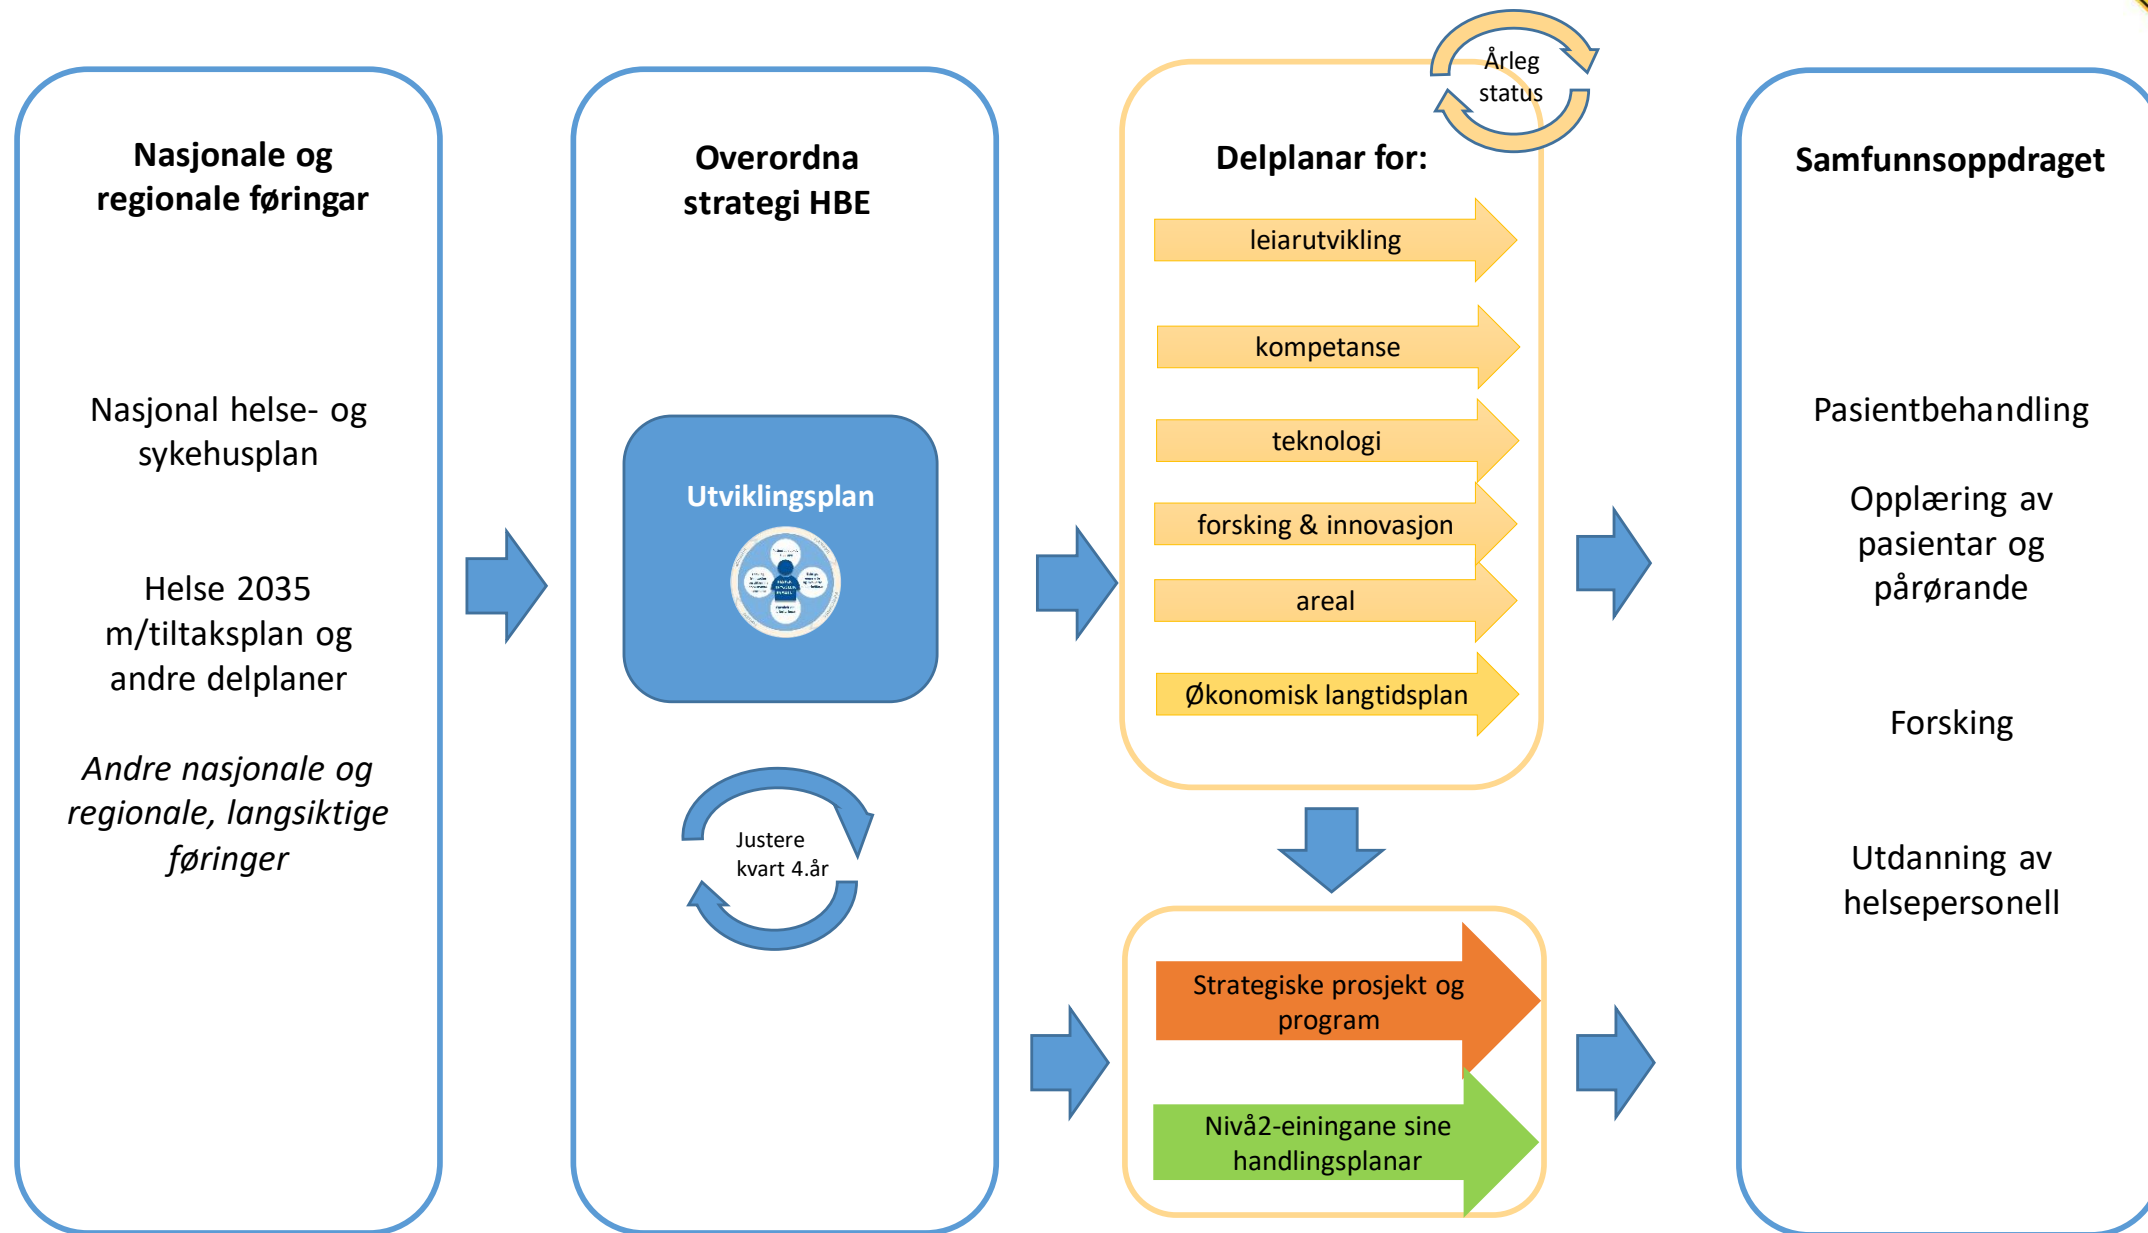 Nasjonale og
regionale føringar
Nasjonal helse- og
sykehusplan
Helse 2035
m/tiltaksplan og
andre delplaner
Andre nasjonale og
regionale, langsiktige
føringer
Overordna
strategi HBE
Utviklingsplan
Justere
kvart 4.år
Årleg
status
Delplanar for:
leiarutvikling
kompetanse
teknologi
forsking & innovasjon
areal
Økonomisk langtidsplan
Strategiske prosjekt og
program
Nivå2-einingane sine
handlingsplanar
Samfunnsoppdraget
Pasientbehandling
Opplæring av
pasientar og
pårørande
Forsking
Utdanning av
helsepersonell